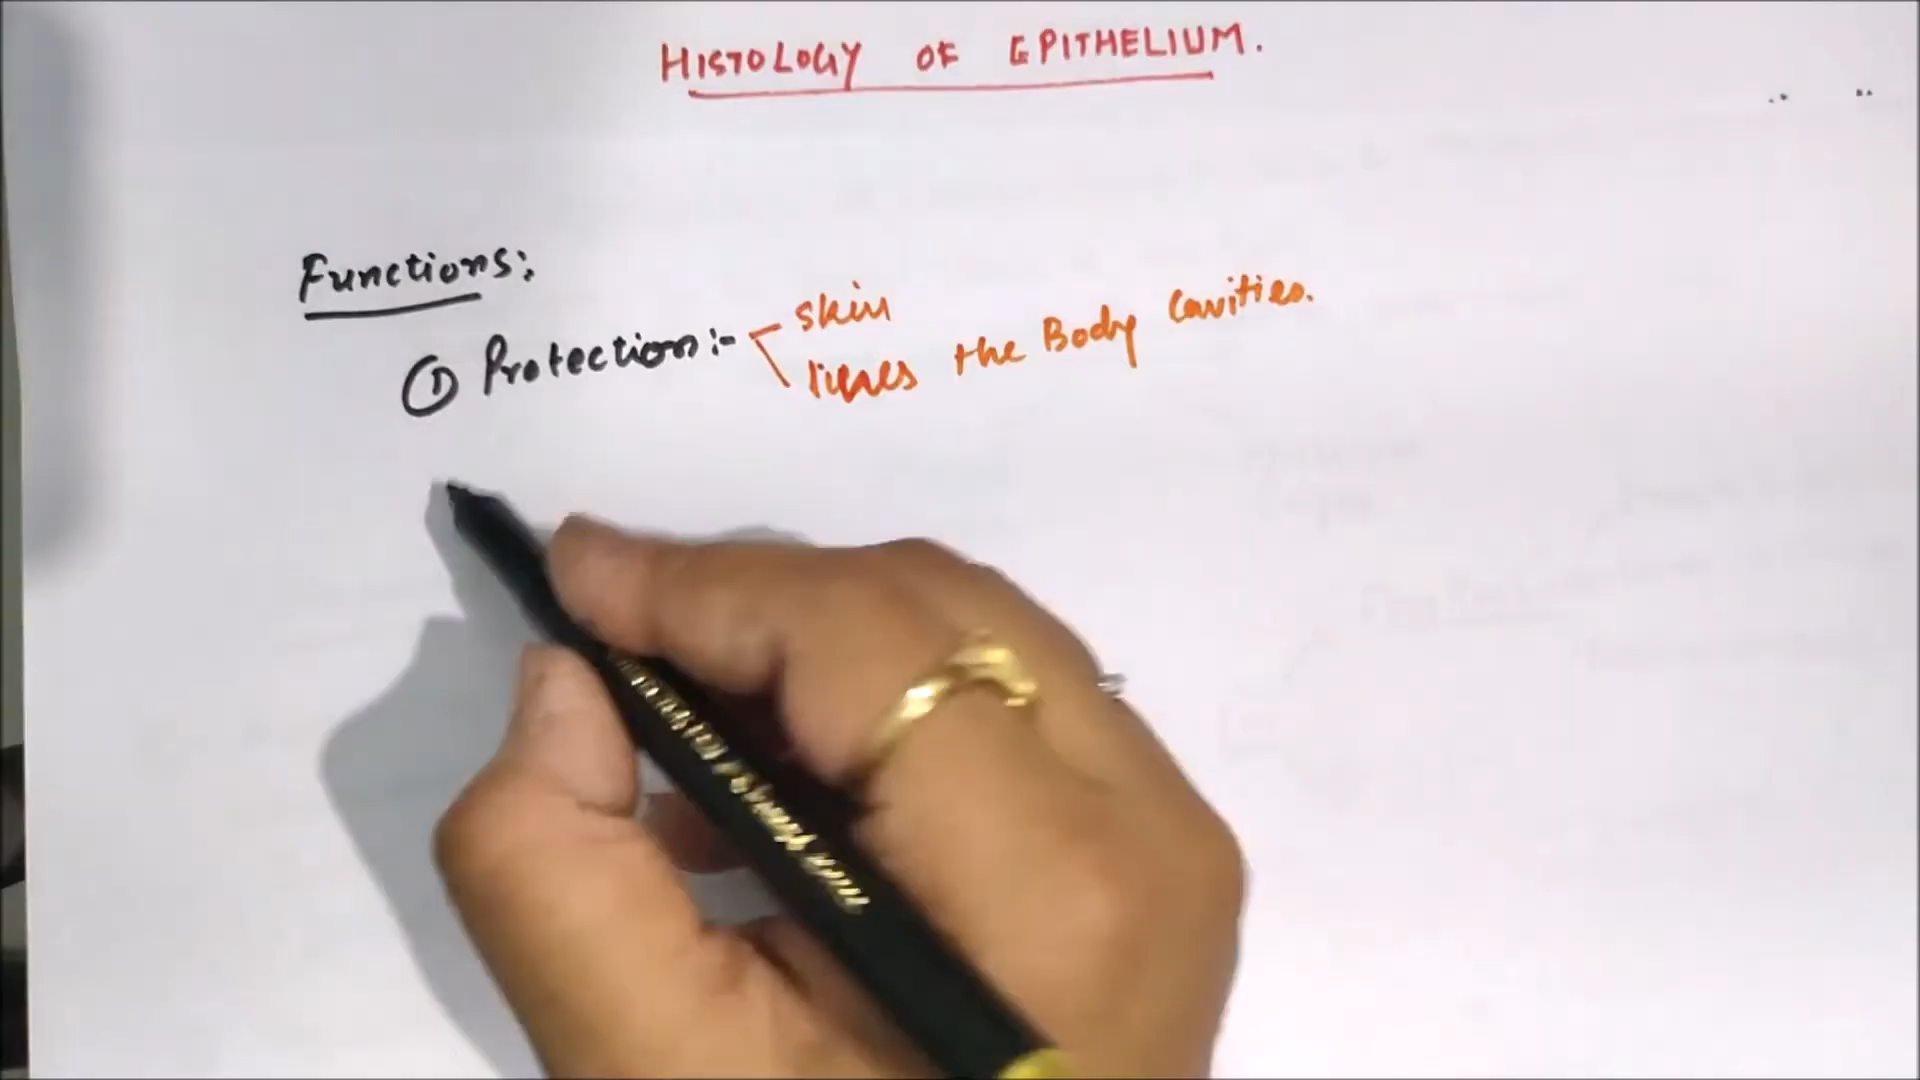 HISTOLOGY OF EPITHELIUM.
Functions:
① Protection:- skin
lines the Body Cavities.